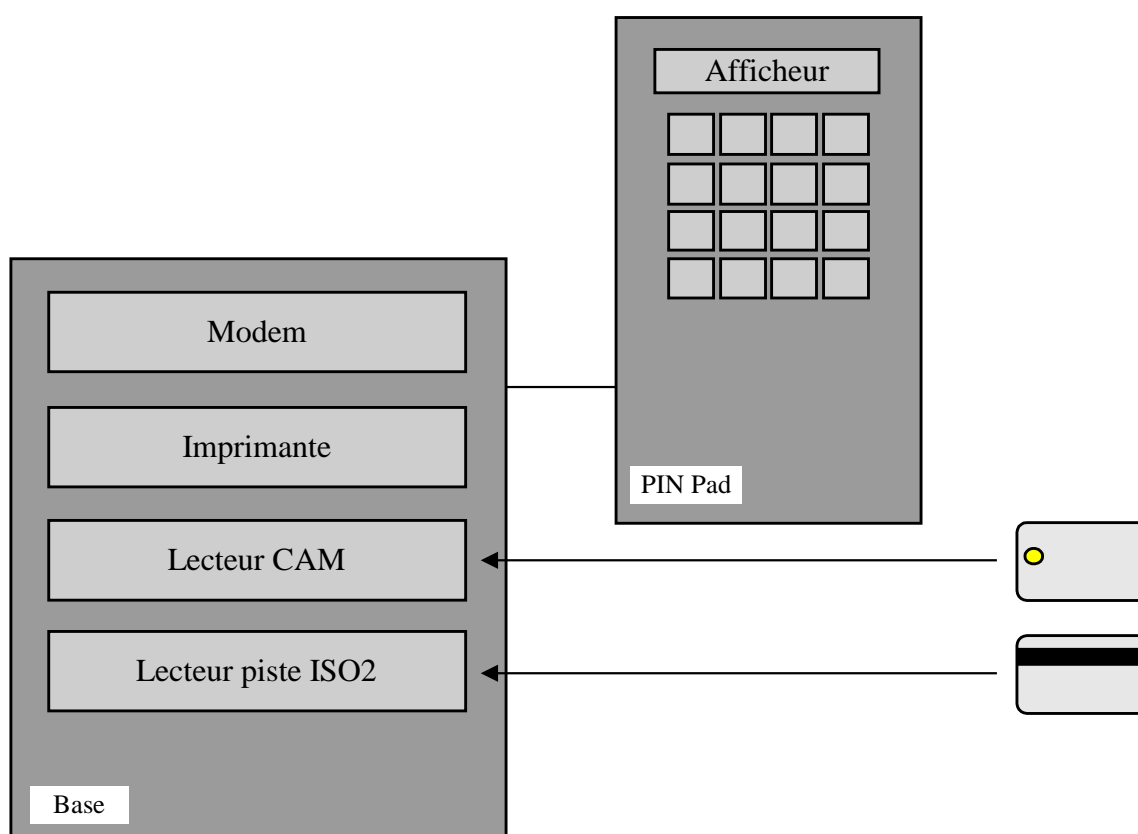 Afficheur
Modem
Imprimante
PIN Pad
Lecteur CAM
Lecteur piste ISO2
Base